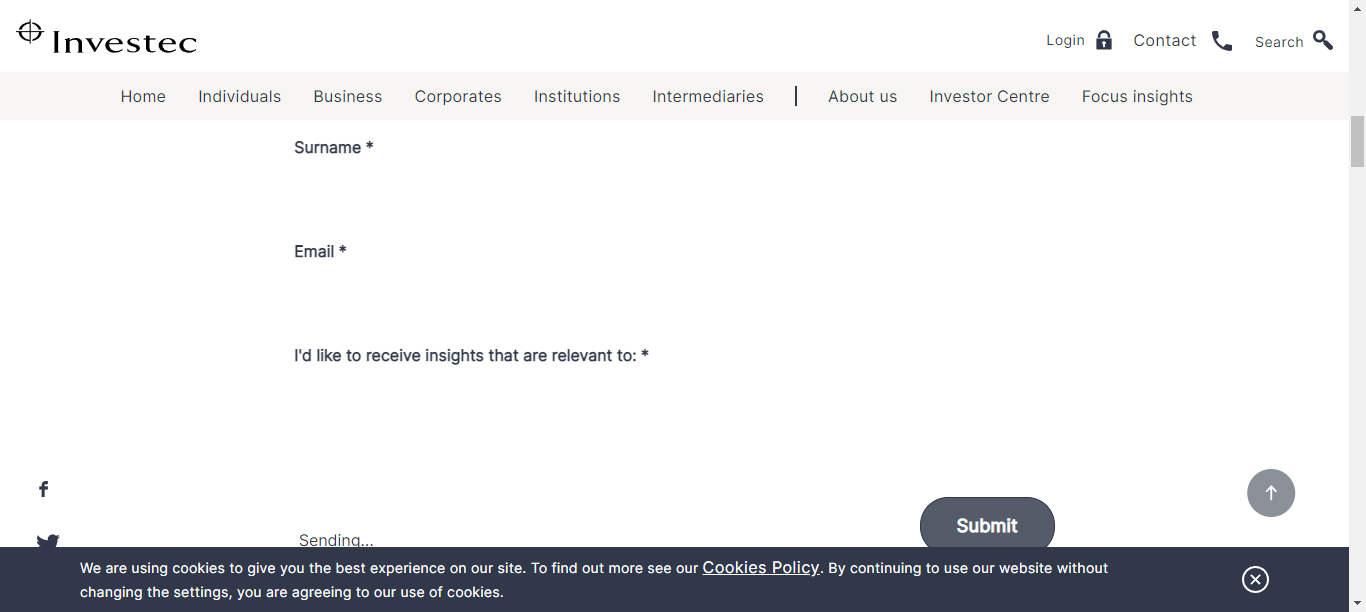 Investec
Login Contact Search
Home Individuals Business Corporates Institutions Intermediaries | About us Investor Centre Focus insights
Surname *
Email *
I'd like to receive insights that are relevant to: *
Submit
Sending...
We are using cookies to give you the best experience on our site. To find out more see our Cookies Policy. By continuing to use our website without
changing the settings, you are agreeing to our use of cookies.